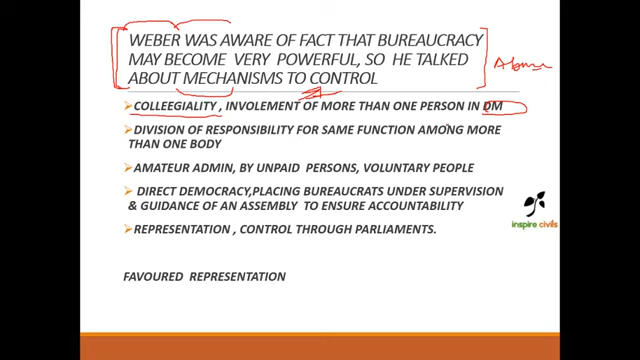 WEBER WAS AWARE OF FACT THAT BUREAUCRACY
MAY BECOME VERY POWERFUL, SO HE TALKED
ABOUT MECHANISMS TO CONTROL
Abuse
➢COLLEEGIALITY , INVOLEMENT OF MORE THAN ONE PERSON IN DM
➢DIVISION OF RESPONSIBILITY FOR SAME FUNCTION AMONG MORE
THAN ONE BODY
➢AMATEUR ADMIN, BY UNPAID PERSONS, VOLUNTARY PEOPLE
➢DIRECT DEMOCRACY,PLACING BUREAUCRATS UNDER SUPERVISION
& GUIDANCE OF AN ASSEMBLY TO ENSURE ACCOUNTABILITY
➢REPRESENTATION , CONTROL THROUGH PARLIAMENTS.
FAVOURED REPRESENTATION
inspire civils